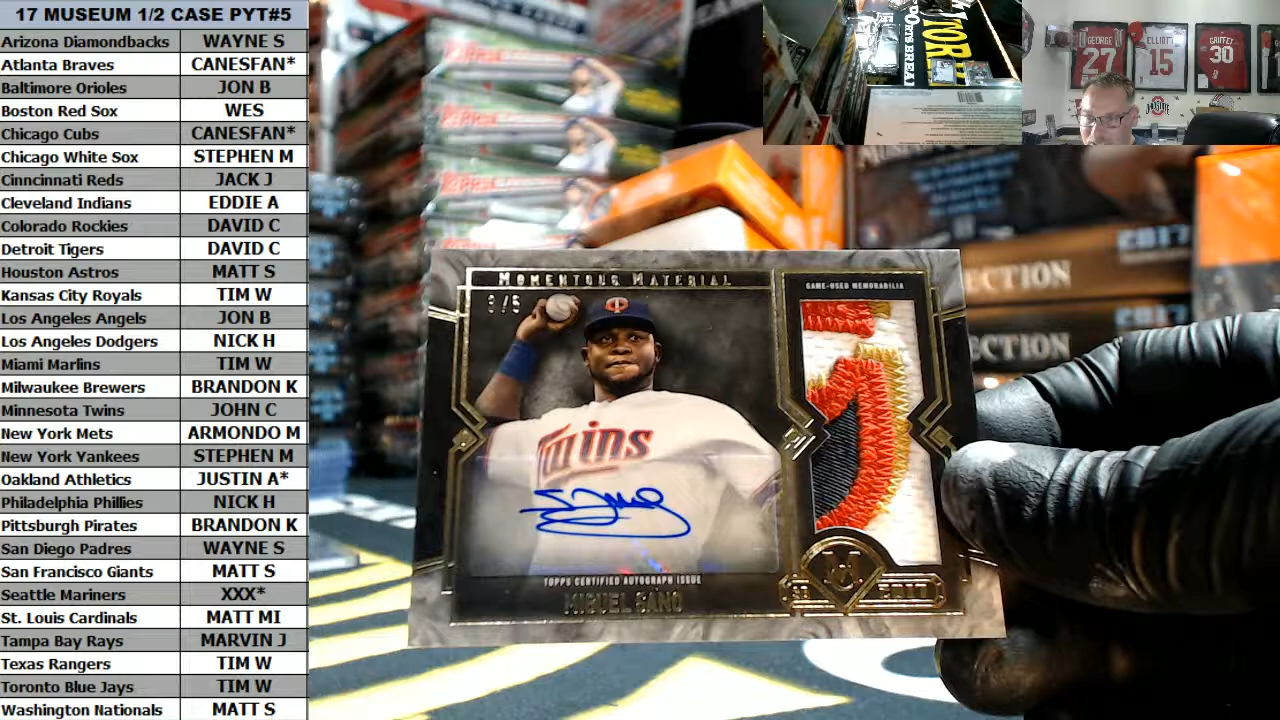 17 MUSEUM 1/2 CASE PYT#5
Arizona Diamondbacks WAYNE S
Atlanta Braves CANESFAN*
Baltimore Orioles JON B
Boston Red Sox WES
Chicago Cubs CANESFAN*
Chicago White Sox STEPHEN M
Cinncinnati Reds JACK J
Cleveland Indians EDDIE A
Colorado Rockies DAVID C
Detroit Tigers DAVID C
Houston Astros MATT S
Kansas City Royals TIM W
Los Angeles Angels JON B
Los Angeles Dodgers NICK H
Miami Marlins TIM W
Milwaukee Brewers BRANDON K
Minnesota Twins JOHN C
New York Mets ARMONDO M
New York Yankees STEPHEN M
Oakland Athletics JUSTIN A*
Philadelphia Phillies NICK H
Pittsburgh Pirates BRANDON K
San Diego Padres WAYNE S
San Francisco Giants MATT S
Seattle Mariners XXX*
St. Louis Cardinals MATT MI
Tampa Bay Rays MARVIN J
Texas Rangers TIM W
Toronto Blue Jays TIM W
Washington Nationals MATT S
GEORGE
27
ELLIOTT
15
GRIFFEY
30
MOMENTOUS MATERIAL
GAME-USED MEMORABILIA
Twins
TOPPS CERTIFIED AUTOGRAPH ISSUE
MIGUEL SANO
2017
2017
ECTION
ECTION